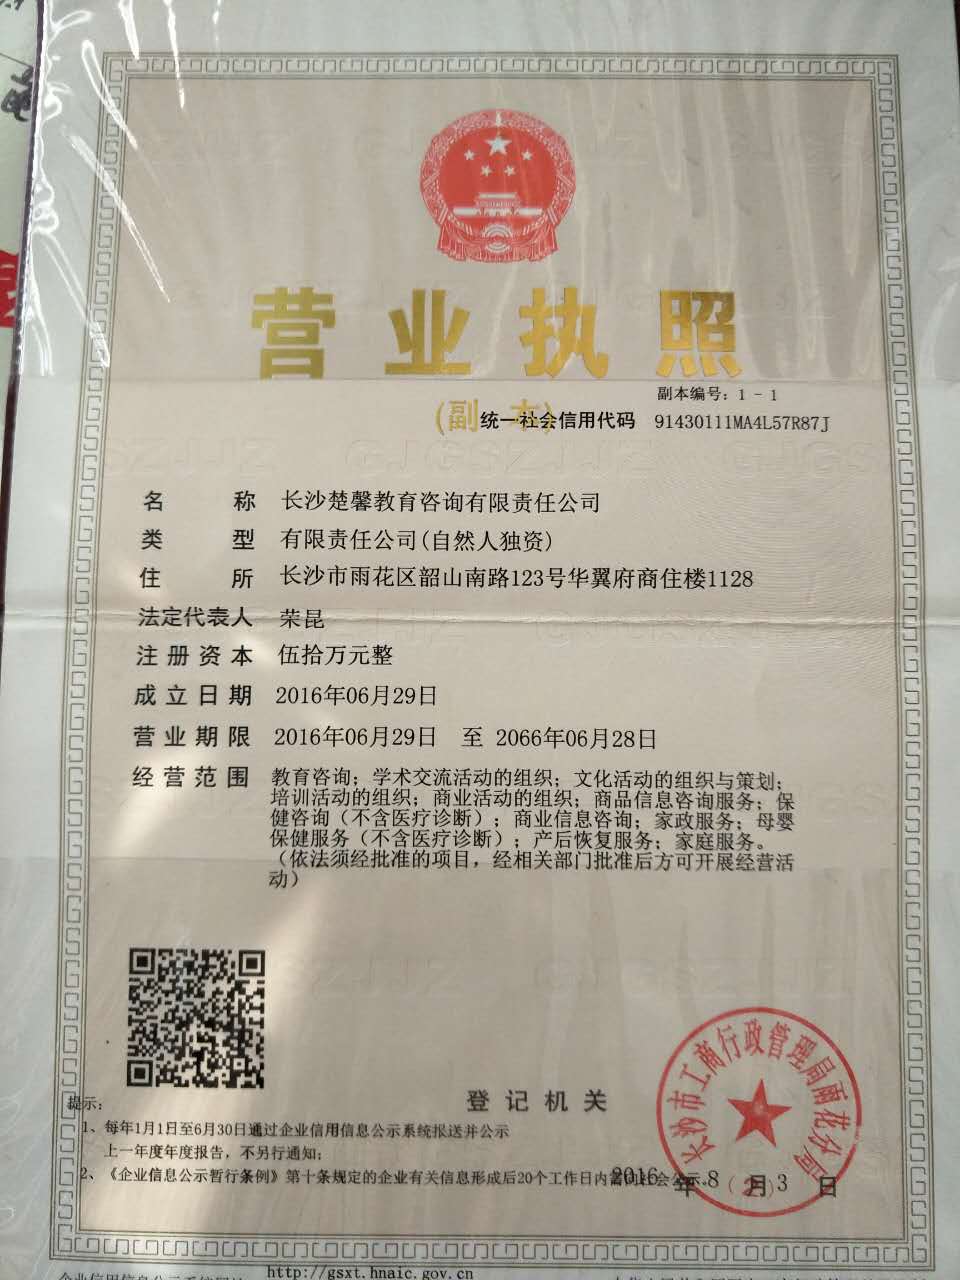 营业执照
副本编号：1－1
(副 本)
统一社会信用代码 91430111MA4L57R87J
名称 长沙楚馨教育咨询有限责任公司
类型 有限责任公司(自然人独资)
住所 长沙市雨花区韶山南路123号华翼府商住楼1128
法定代表人 荣昆
注册资本 伍拾万元整
成立日期 2016年06月29日
营业期限 2016年06月29日 至 2066年06月28日
经营范围 教育咨询；学术交流活动的组织；文化活动的组织与策划；
培训活动的组织；商业活动的组织；商品信息咨询服务；保
健咨询（不含医疗诊断）；商业信息咨询；家政服务；母婴
保健服务（不含医疗诊断）；产后恢复服务；家庭服务。
（依法须经批准的项目，经相关部门批准后方可开展经营活
动）
登记机关
长沙市工商行政管理局雨花分局
(2)
提示：
1、每年1月1日至6月30日通过企业信用信息公示系统报送并公示
上一年度年度报告，不另行通知；
2、《企业信息公示暂行条例》第十条规定的企业有关信息形成后20个工作日内需向社会公示。
2016年8月3日
http://gsxt.hnaic.gov.cn